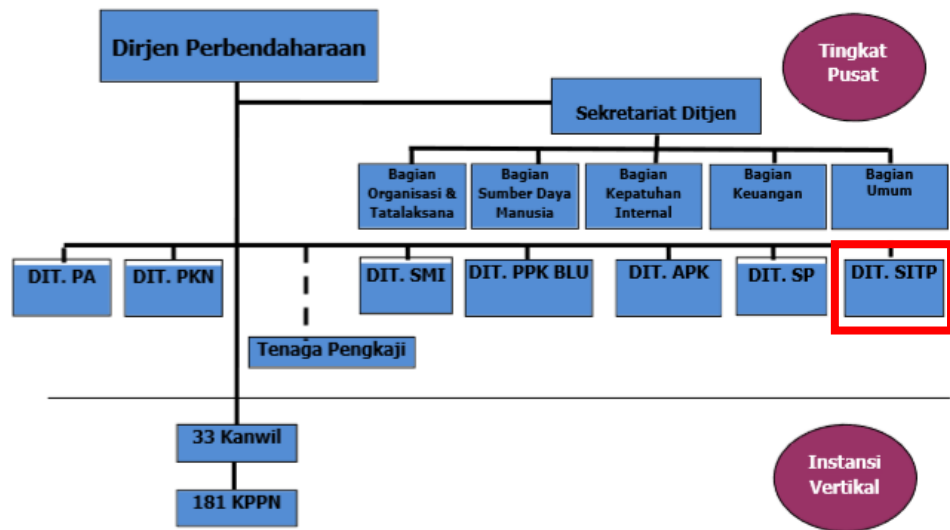 Dirjen Perbendaharaan
Tingkat
Pusat
Sekretariat Ditjen
Bagian
Organisasi &
Tatalaksana
Bagian
Sumber Daya
Manusia
Bagian
Kepatuhan
Internal
Bagian
Keuangan
Bagian
Umum
DIT. PA
DIT. PKN
DIT. SMI
DIT. PPK BLU
DIT. APK
DIT. SP
DIT. SITP
Tenaga Pengkaji
33 Kanwil
181 KPPN
Instansi
Vertikal